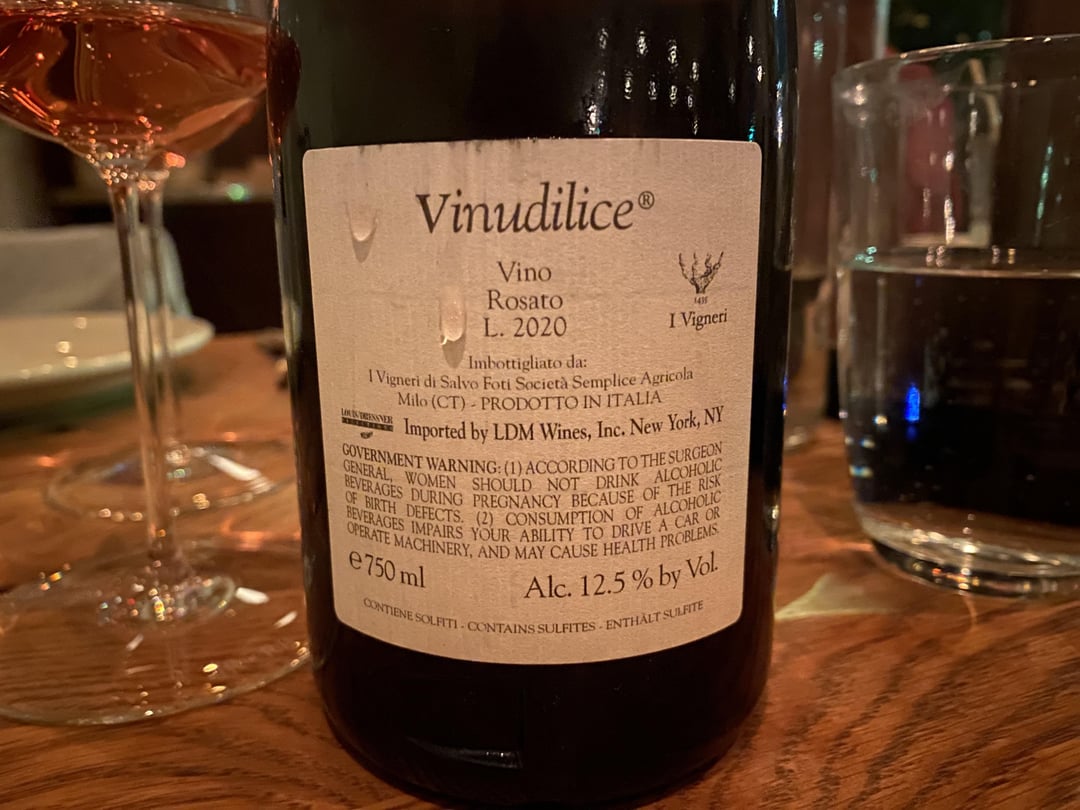 Vinudilice®
Vino
Rosato
L. 2020
1435
I Vigneri
Imbottigliato da:
I Vigneri di Salvo Foti Società Semplice Agricola
Milo (CT) - PRODOTTO IN ITALIA
LOUIS/DRESSNER
SELECTIONS
Imported by LDM Wines, Inc. New York, NY
GOVERNMENT WARNING: (1) ACCORDING TO THE SURGEON
GENERAL, WOMEN SHOULD NOT DRINK ALCOHOLIC
BEVERAGES DURING PREGNANCY BECAUSE OF THE RISK
OF BIRTH DEFECTS. (2) CONSUMPTION OF ALCOHOLIC
BEVERAGES IMPAIRS YOUR ABILITY TO DRIVE A CAR OR
OPERATE MACHINERY, AND MAY CAUSE HEALTH PROBLEMS.
e 750 ml
Alc. 12.5 % by Vol.
CONTIENE SOLFITI - CONTAINS SULFITES - ENTHÄLT SULFITE